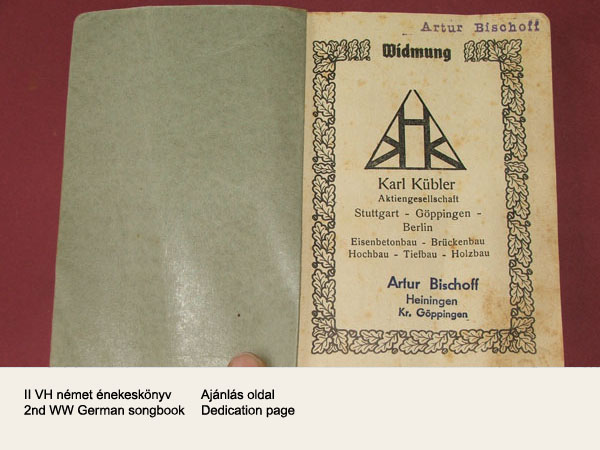 Artur Bischoff
Widmung
Karl Kübler
Aktiengesellschaft
Stuttgart - Göppingen -
Berlin
Eisenbetonbau - Brückenbau
Hochbau - Tiefbau - Holzbau
Artur Bischoff
Heiningen
Kr. Göppingen
II VH német énekeskönyv Ajánlás oldal
2nd WW German songbook Dedication page